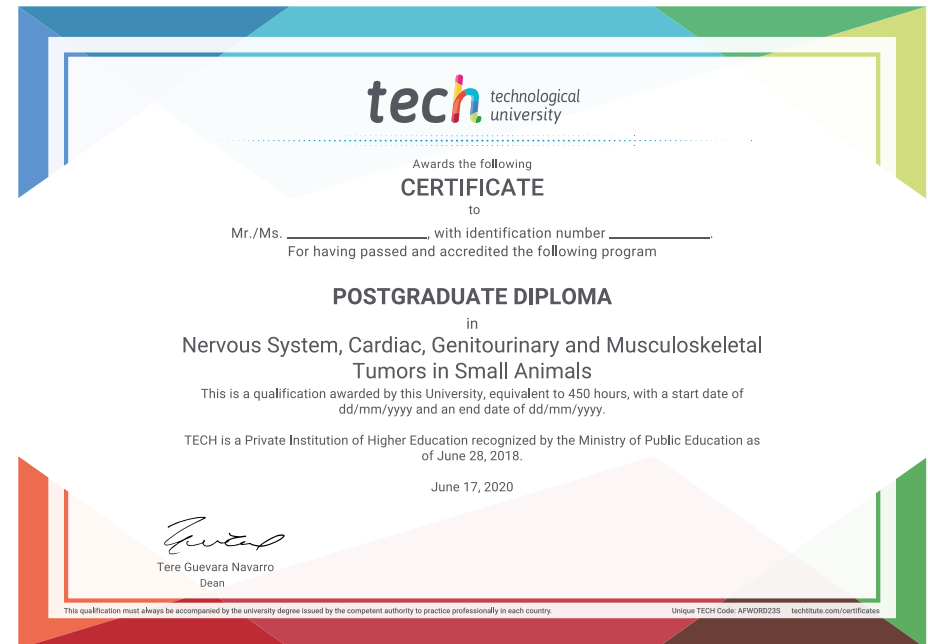 tech technological
university
Awards the following
CERTIFICATE
to
Mr./Ms. ____________________, with identification number ______________.
For having passed and accredited the following program
POSTGRADUATE DIPLOMA
in
Nervous System, Cardiac, Genitourinary and Musculoskeletal
Tumors in Small Animals
This is a qualification awarded by this University, equivalent to 450 hours, with a start date of
dd/mm/yyyy and an end date of dd/mm/yyyy.
TECH is a Private Institution of Higher Education recognized by the Ministry of Public Education as
of June 28, 2018.
June 17, 2020
Tere Guevara Navarro
Dean
This qualification must always be accompanied by the university degree issued by the competent authority to practice professionally in each country.
Unique TECH Code: AFWORD23S techtitute.com/certificates